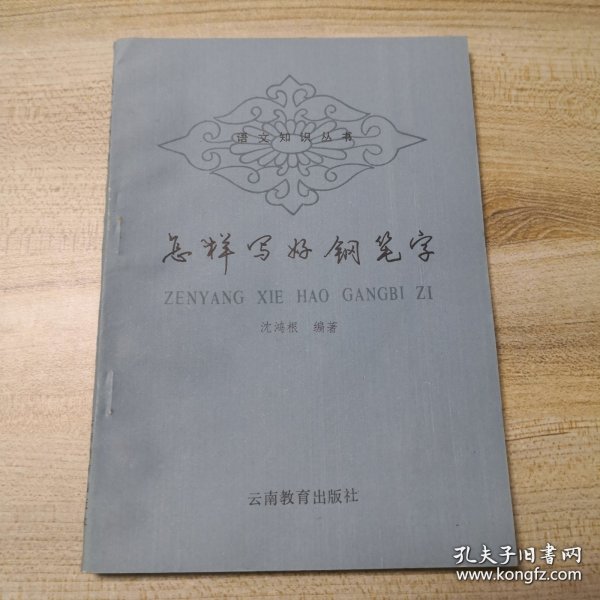 语文知识丛书
怎样写好钢笔字
ZENYANG XIE HAO GANGBI ZI
沈鸿根 编著
云南教育出版社
孔夫子旧书网
www.kongfz.com